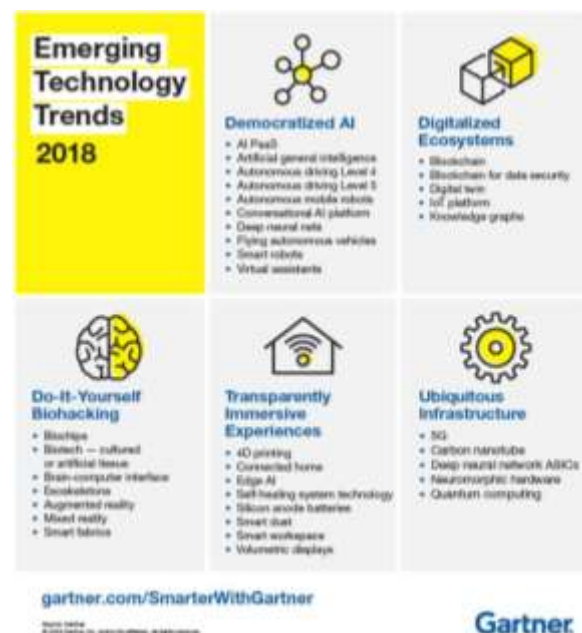 Emerging
Technology
Trends
2018
Democratized AI
AI PaaS
Artificial general intelligence
Autonomous driving Level 4
Autonomous driving Level 5
Autonomous mobile robots
Conversational AI platform
Deep neural nets
Flying autonomous vehicles
Smart robots
Virtual assistants
Digitalized
Ecosystems
Blockchain
Blockchain for data security
Digital twin
IoT platform
Knowledge graphs
Do-It-Yourself
Biohacking
Biochips
Biotech — cultured
or artificial tissue
Brain-computer interface
Exoskeletons
Augmented reality
Mixed reality
Smart fabrics
Transparently
Immersive
Experiences
4D printing
Connected home
Edge AI
Self-healing system technology
Silicon anode batteries
Smart dust
Smart workspace
Volumetric displays
Ubiquitous
Infrastructure
5G
Carbon nanotube
Deep neural network ASICs
Neuromorphic hardware
Quantum computing
gartner.com/SmarterWithGartner
Gartner